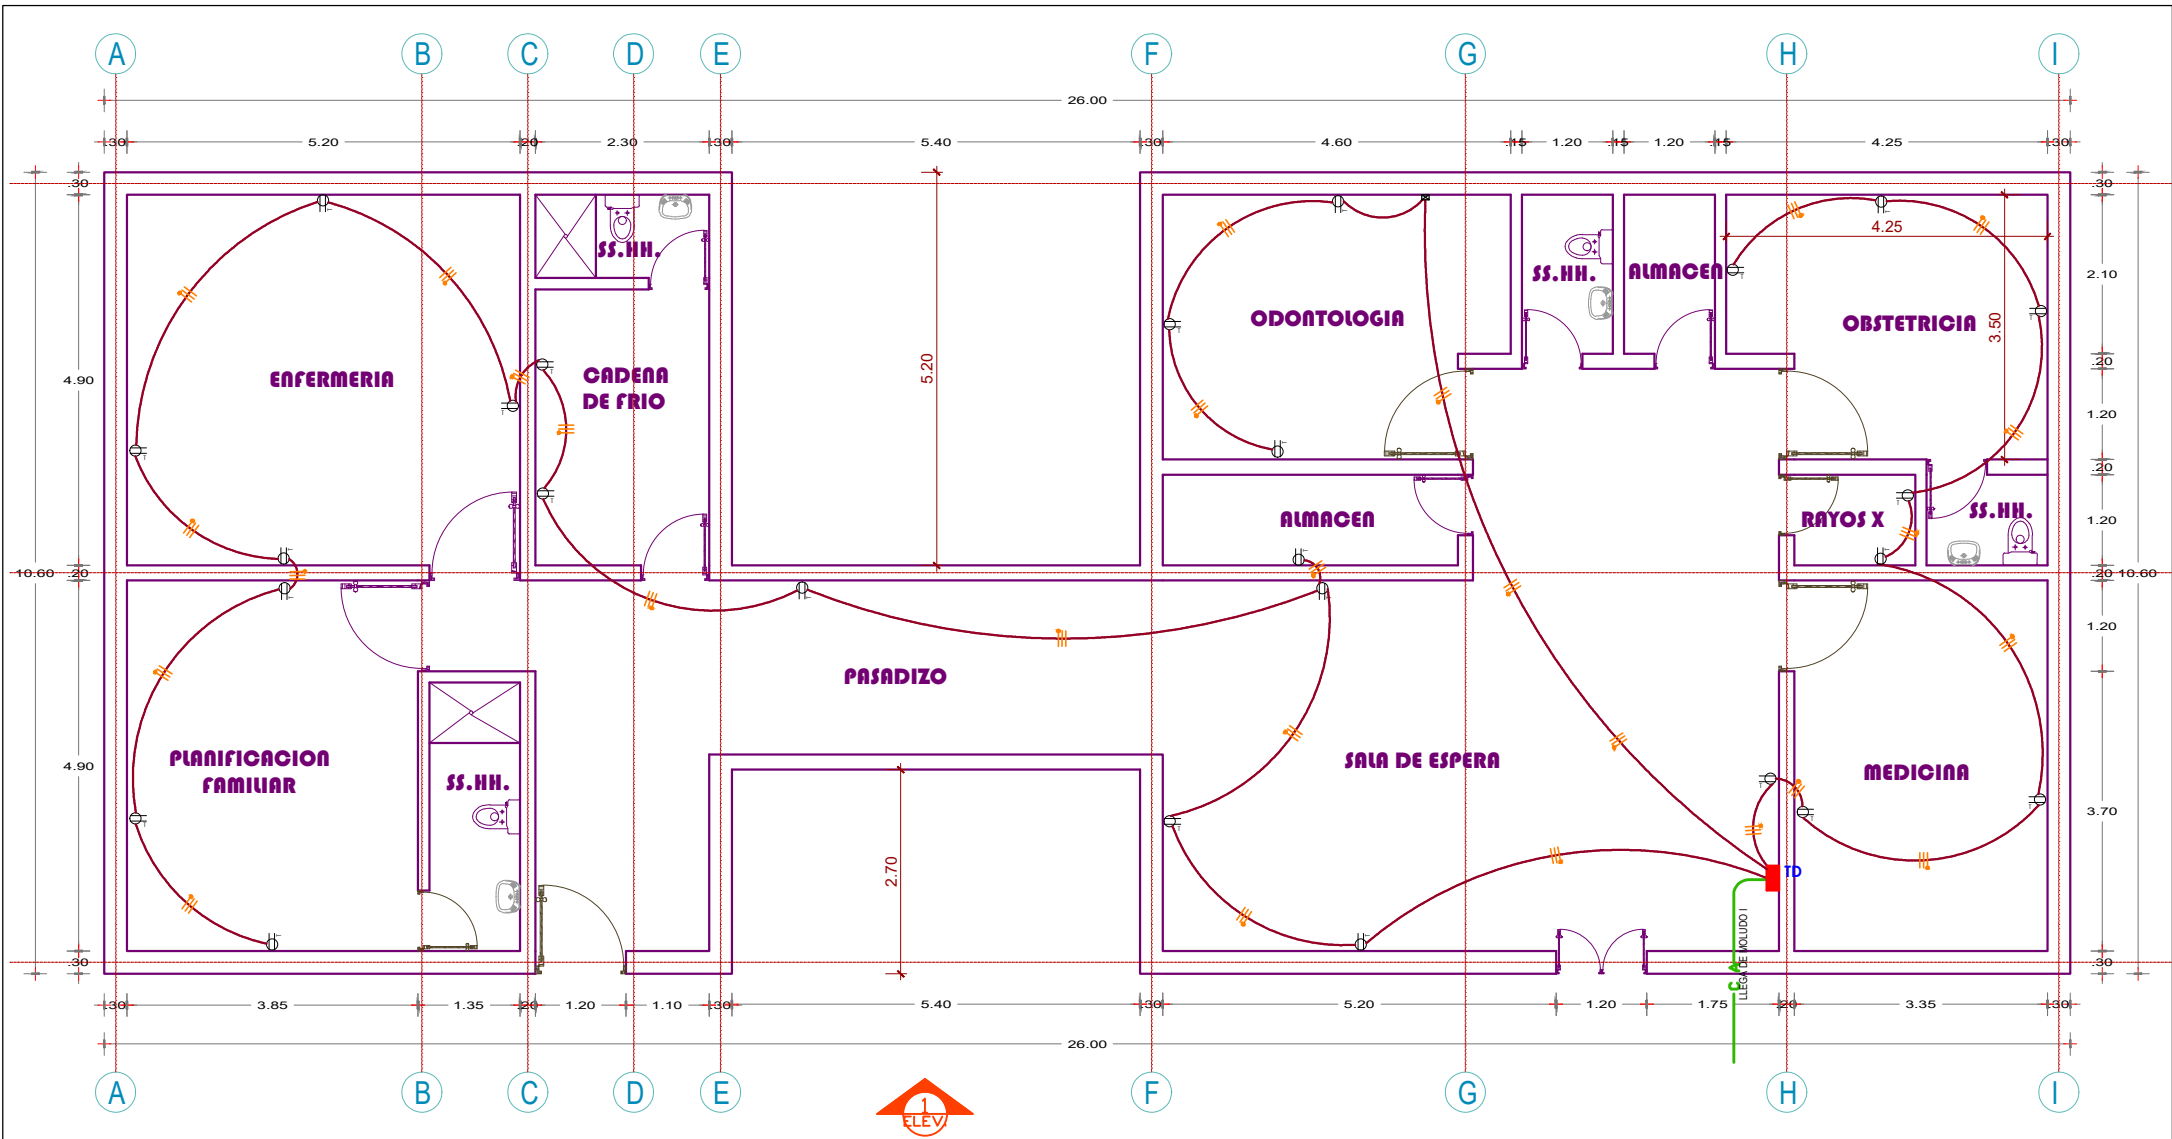 A B C D E F G H I
26.00
.30 5.20 .20 2.30 .30 5.40 .30 4.60 .15 1.20 .15 1.20 .15 4.25 .30
.30 .30
4.25
SS.HH.
2.10
SS.HH. ALMACEN
ODONTOLOGIA OBSTETRICIA
3.50
5.20
.20
4.90 ENFERMERIA CADENA
DE FRIO
1.20
.20
ALMACEN RAYOS X SS.HH.
1.20
10.60 .20 .20 10.60
1.20
PASADIZO
PLANIFICACION
FAMILIAR
4.90
SS.HH.
SALA DE ESPERA
MEDICINA
3.70
2.70
TD
LLEGA DE MOLUDO I
C A
.30 .30
.30 3.85 1.35 .20 1.20 1.10 .30 5.40 .30 5.20 1.20 1.75 .20 3.35 .30
26.00
A B C D E F G H I
1
ELEV.